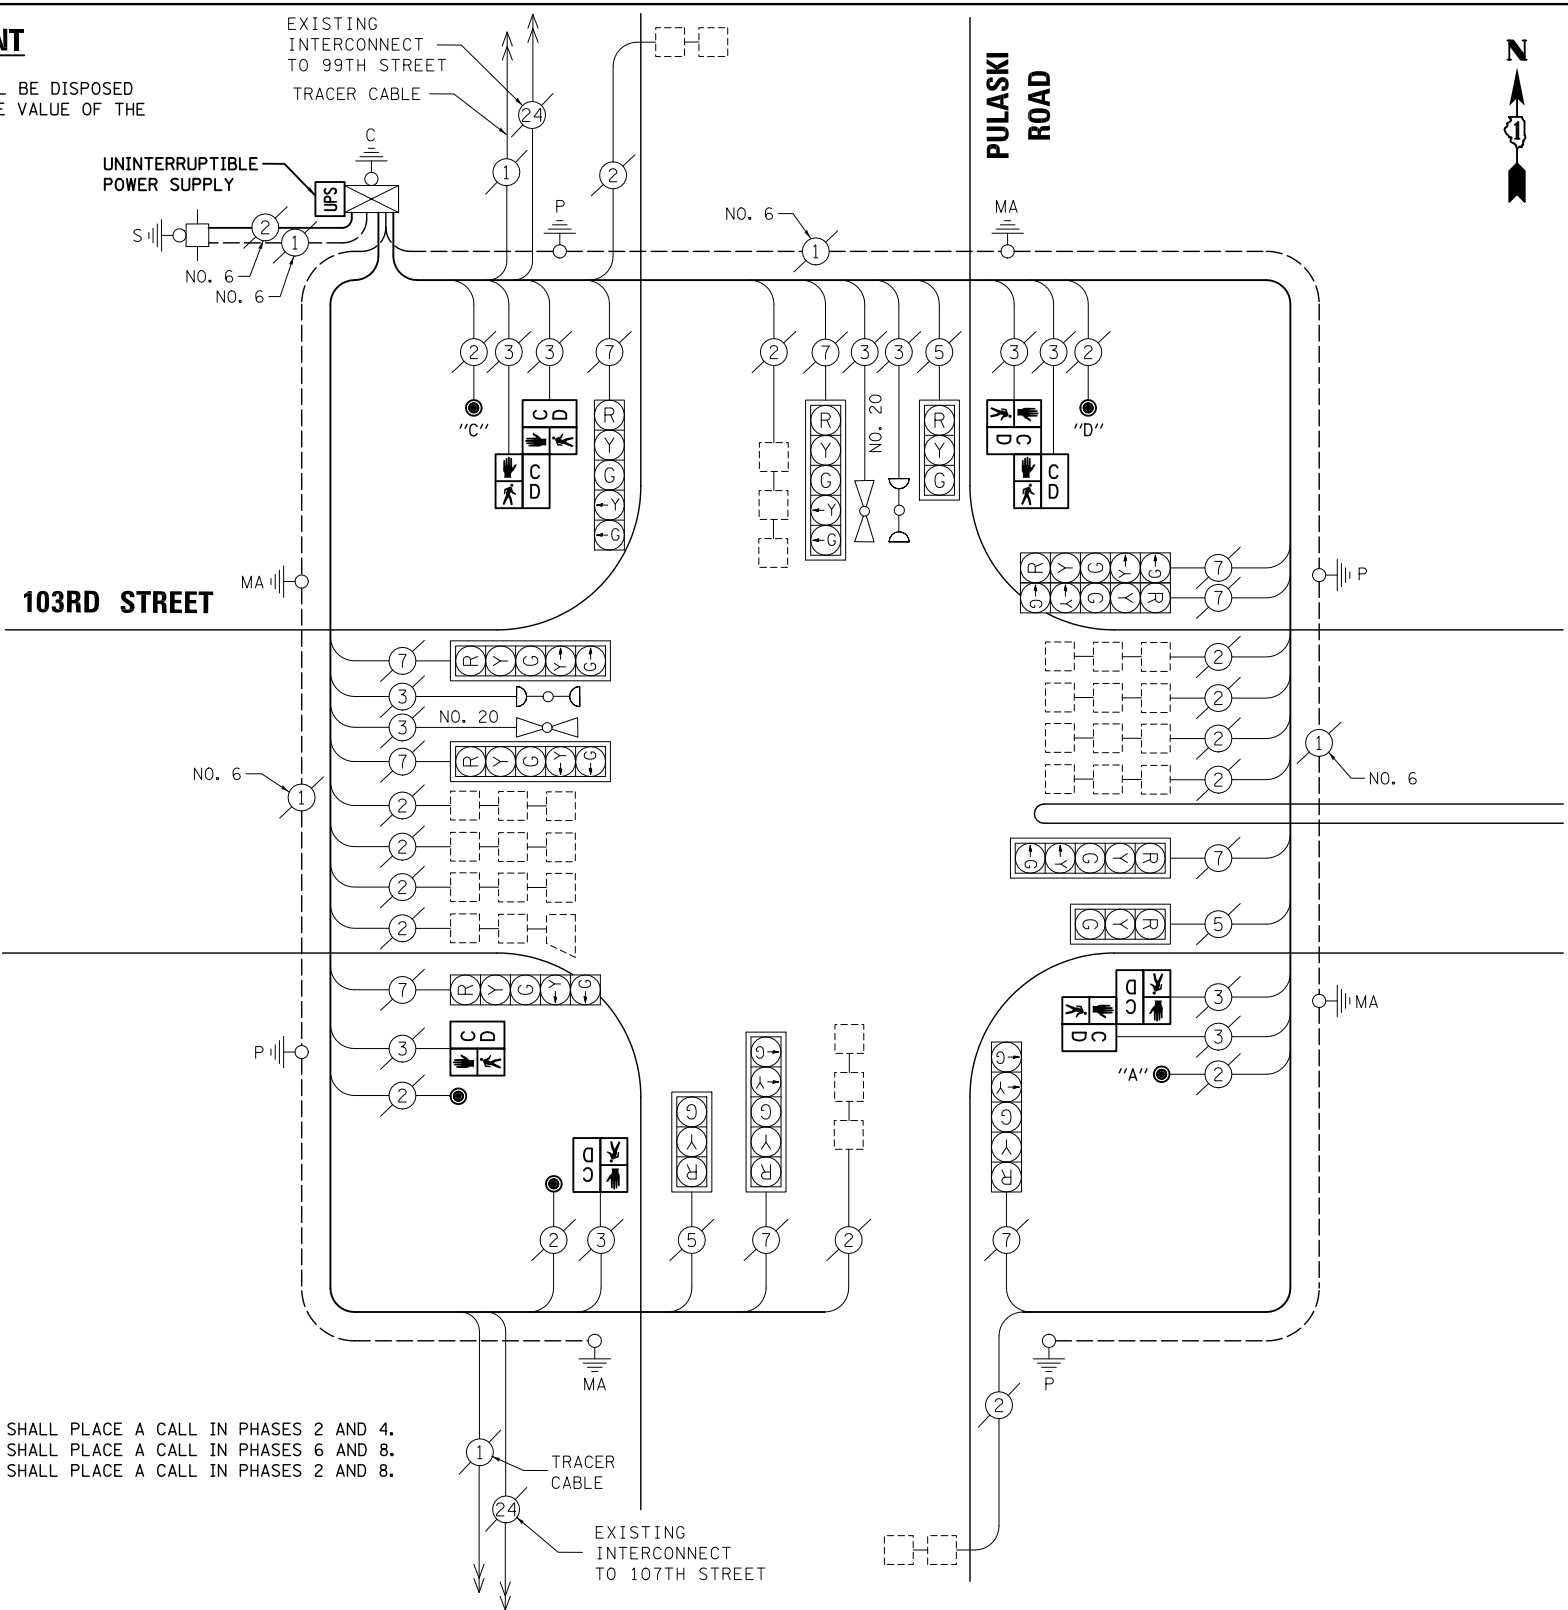 NT
L BE DISPOSED
E VALUE OF THE
EXISTING
INTERCONNECT
TO 99TH STREET
TRACER CABLE
PULASKI
ROAD
N
1
UNINTERRUPTIBLE
POWER SUPPLY
UPS
C
S
2
1
NO. 6
NO. 6
24
1
2
P
NO. 6
1
MA
2
3
3
7
2
7
3
3
5
3
3
2
"C"
C D
C
D
R
Y
G
Y
G
R
Y
G
Y
G
NO. 20
R
Y
G
C
D
C
D
"D"
MA
103RD STREET
R Y G Y G
7
G Y G Y R
7
P
7
R Y G Y G
3
3
NO. 20
7
R Y G Y G
2
2
2
2
NO. 6
1
2
2
2
2
1
NO. 6
G Y G Y R
7
G Y R
5
7
R Y G Y G
3
C D
2
P
C
D
3
C
D
3
"A"
2
MA
C
D
G
Y
R
G
Y
G
Y
R
G
Y
G
Y
R
2
3
5
7
2
7
MA
P
2
SHALL PLACE A CALL IN PHASES 2 AND 4.
SHALL PLACE A CALL IN PHASES 6 AND 8.
SHALL PLACE A CALL IN PHASES 2 AND 8.
1
TRACER
CABLE
24
EXISTING
INTERCONNECT
TO 107TH STREET